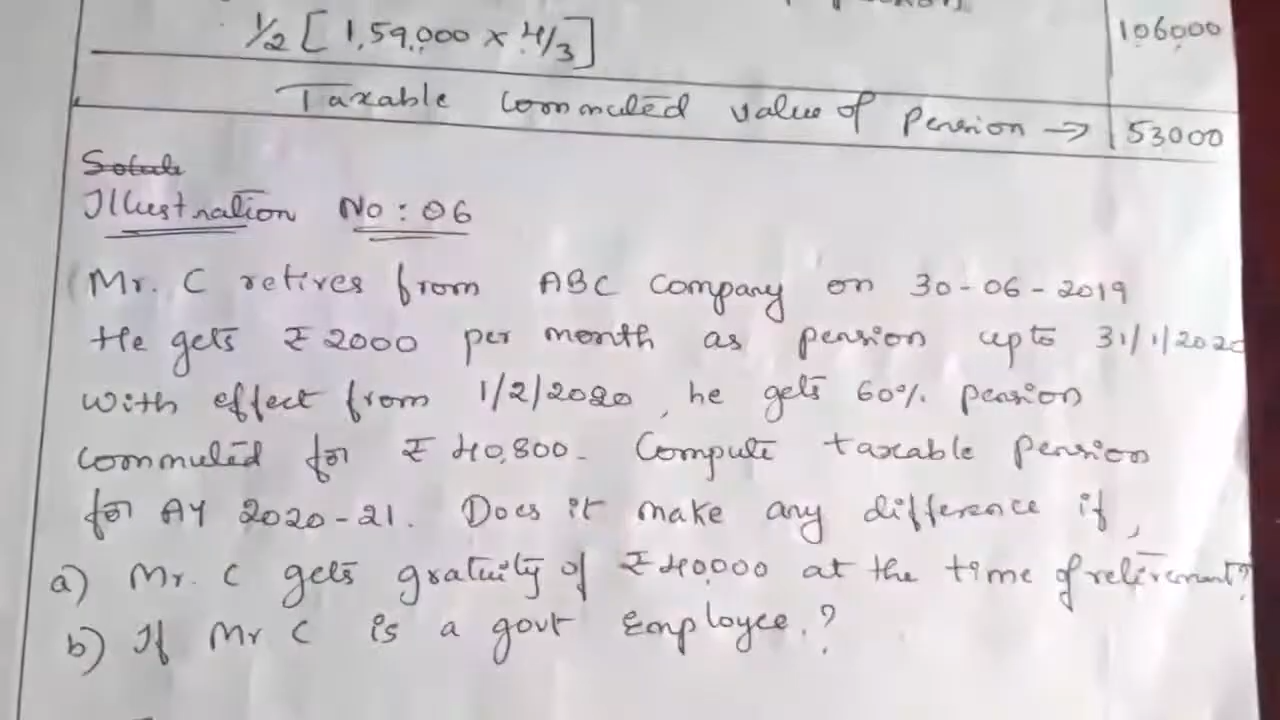 ½ [ 1,59,000 x 4/3 ] 106000
Taxable Commuted value of Pension → 53000
Illustration No : 06
Mr. C retires from ABC Company on 30-06-2019
He gets ₹ 2000 per month as pension upto 31/1/2020
with effect from 1/2/2020, he gets 60% pension
commuted for ₹ 40,800. Compute taxable pension
for AY 2020-21. Does it make any difference if,
a) Mr. C gets gratuity of ₹ 40,000 at the time of retirement?
b) If Mr C is a govt Employee.?